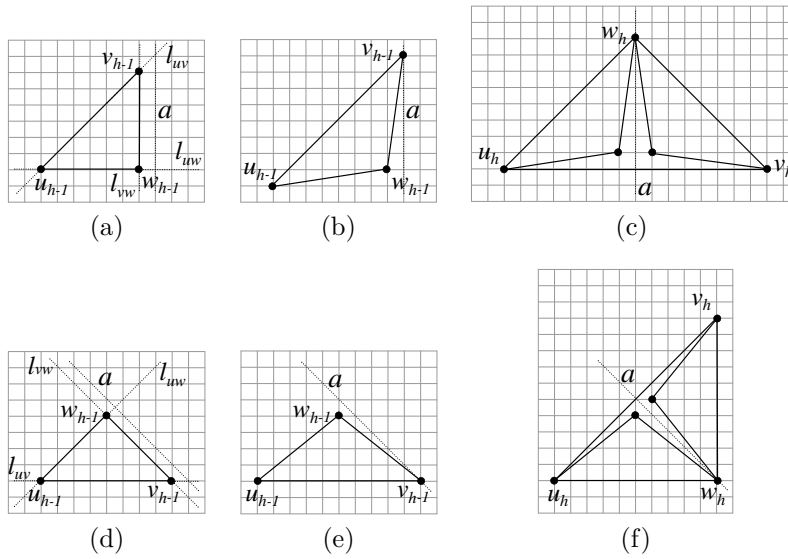 v_{h-1} l_{uv}
a
l_{uw}
u_{h-1} l_{vw} w_{h-1}
(a)
v_{h-1}
a
u_{h-1} w_{h-1}
(b)
w_h
u_h
v_h
a
(c)
l_{vw} a l_{uw}
w_{h-1}
l_{uv}
u_{h-1} v_{h-1}
(d)
a
w_{h-1}
u_{h-1} v_{h-1}
(e)
v_h
a
u_h w_h
(f)